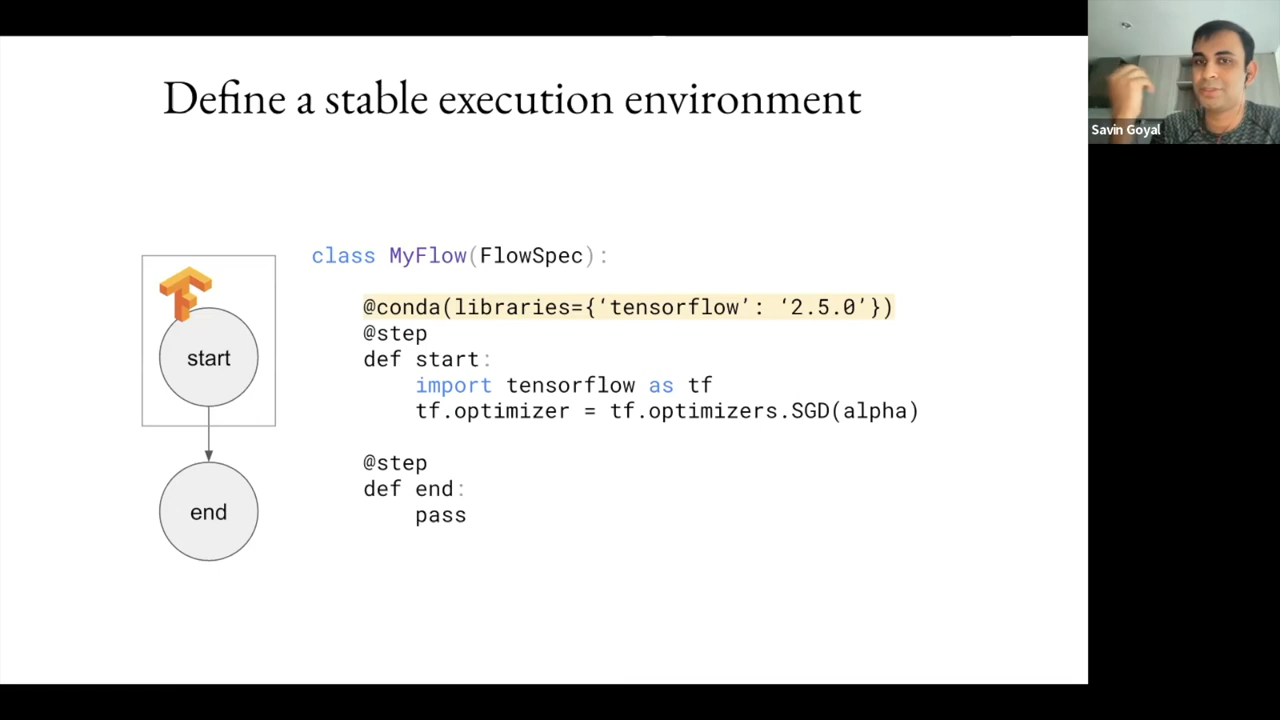 Define a stable execution environment
Savin Goyal
class MyFlow(FlowSpec):
@conda(libraries={‘tensorflow’: ‘2.5.0’})
@step
def start:
import tensorflow as tf
tf.optimizer = tf.optimizers.SGD(alpha)
@step
def end:
pass
start
end